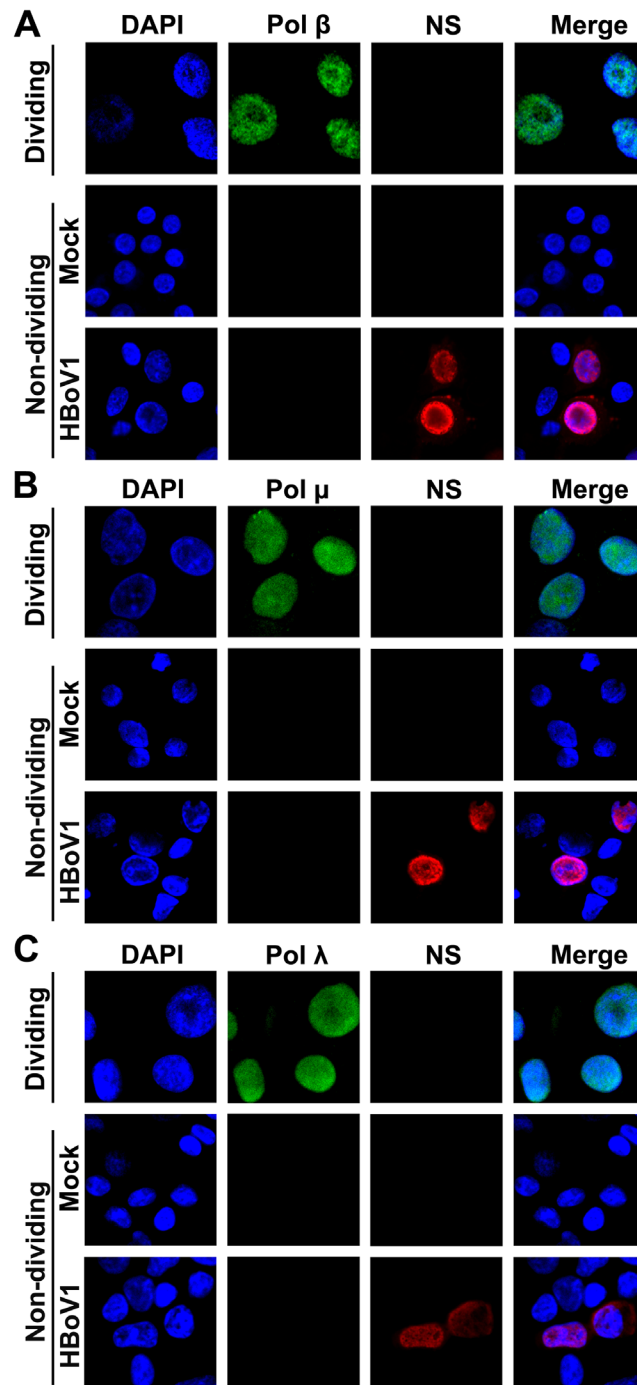 A
DAPI Pol β NS Merge
Dividing
Non-dividing
Mock
HBoV1
B
DAPI Pol μ NS Merge
Dividing
Non-dividing
Mock
HBoV1
C
DAPI Pol λ NS Merge
Dividing
Non-dividing
Mock
HBoV1